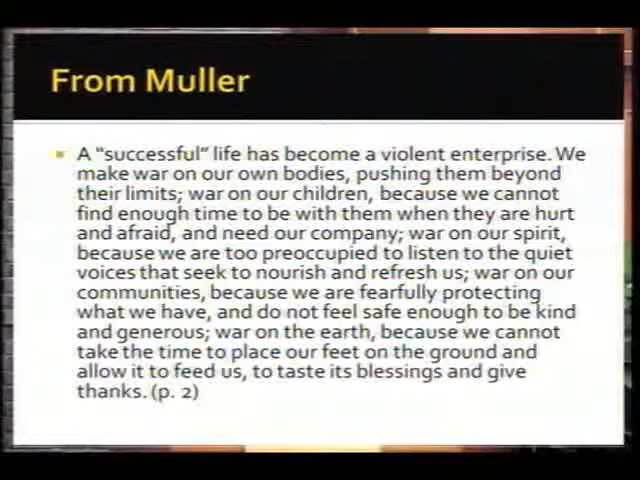 From Muller
A "successful" life has become a violent enterprise. We
make war on our own bodies, pushing them beyond
their limits; war on our children, because we cannot
find enough time to be with them when they are hurt
and afraid, and need our company; war on our spirit,
because we are too preoccupied to listen to the quiet
voices that seek to nourish and refresh us; war on our
communities, because we are fearfully protecting
what we have, and do not feel safe enough to be kind
and generous; war on the earth, because we cannot
take the time to place our feet on the ground and
allow it to feed us, to taste its blessings and give
thanks. (p. 2)